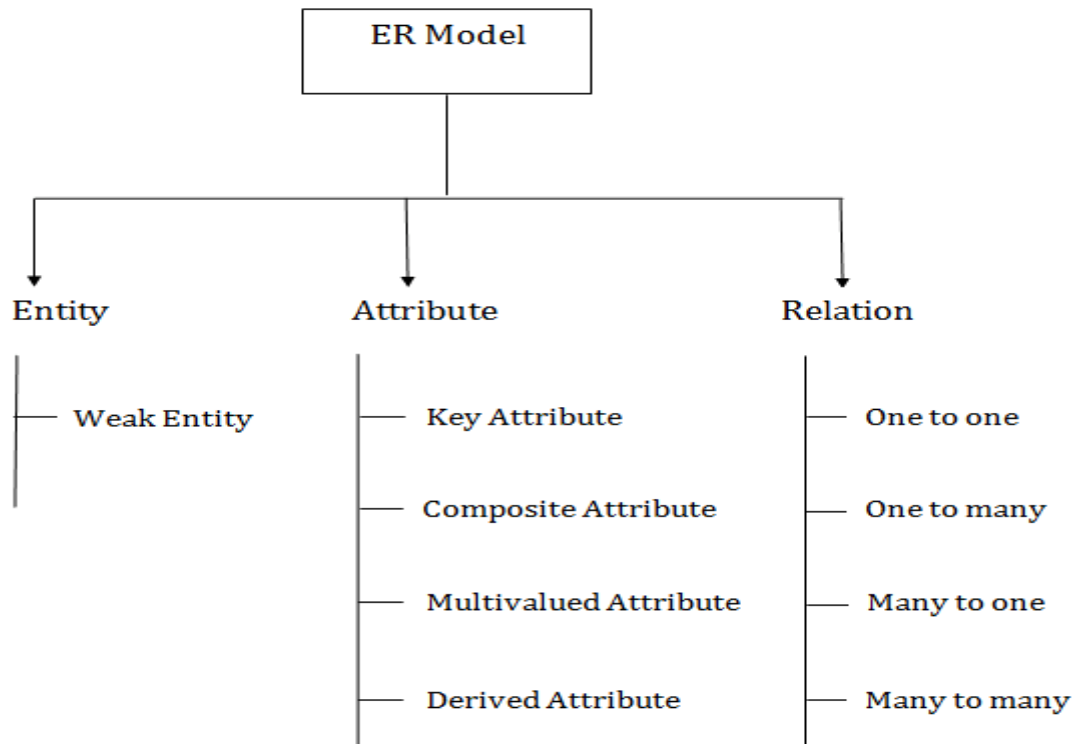 ER Model
Entity
Attribute
Relation
Weak Entity
Key Attribute
One to one
Composite Attribute
One to many
Multivalued Attribute
Many to one
Derived Attribute
Many to many